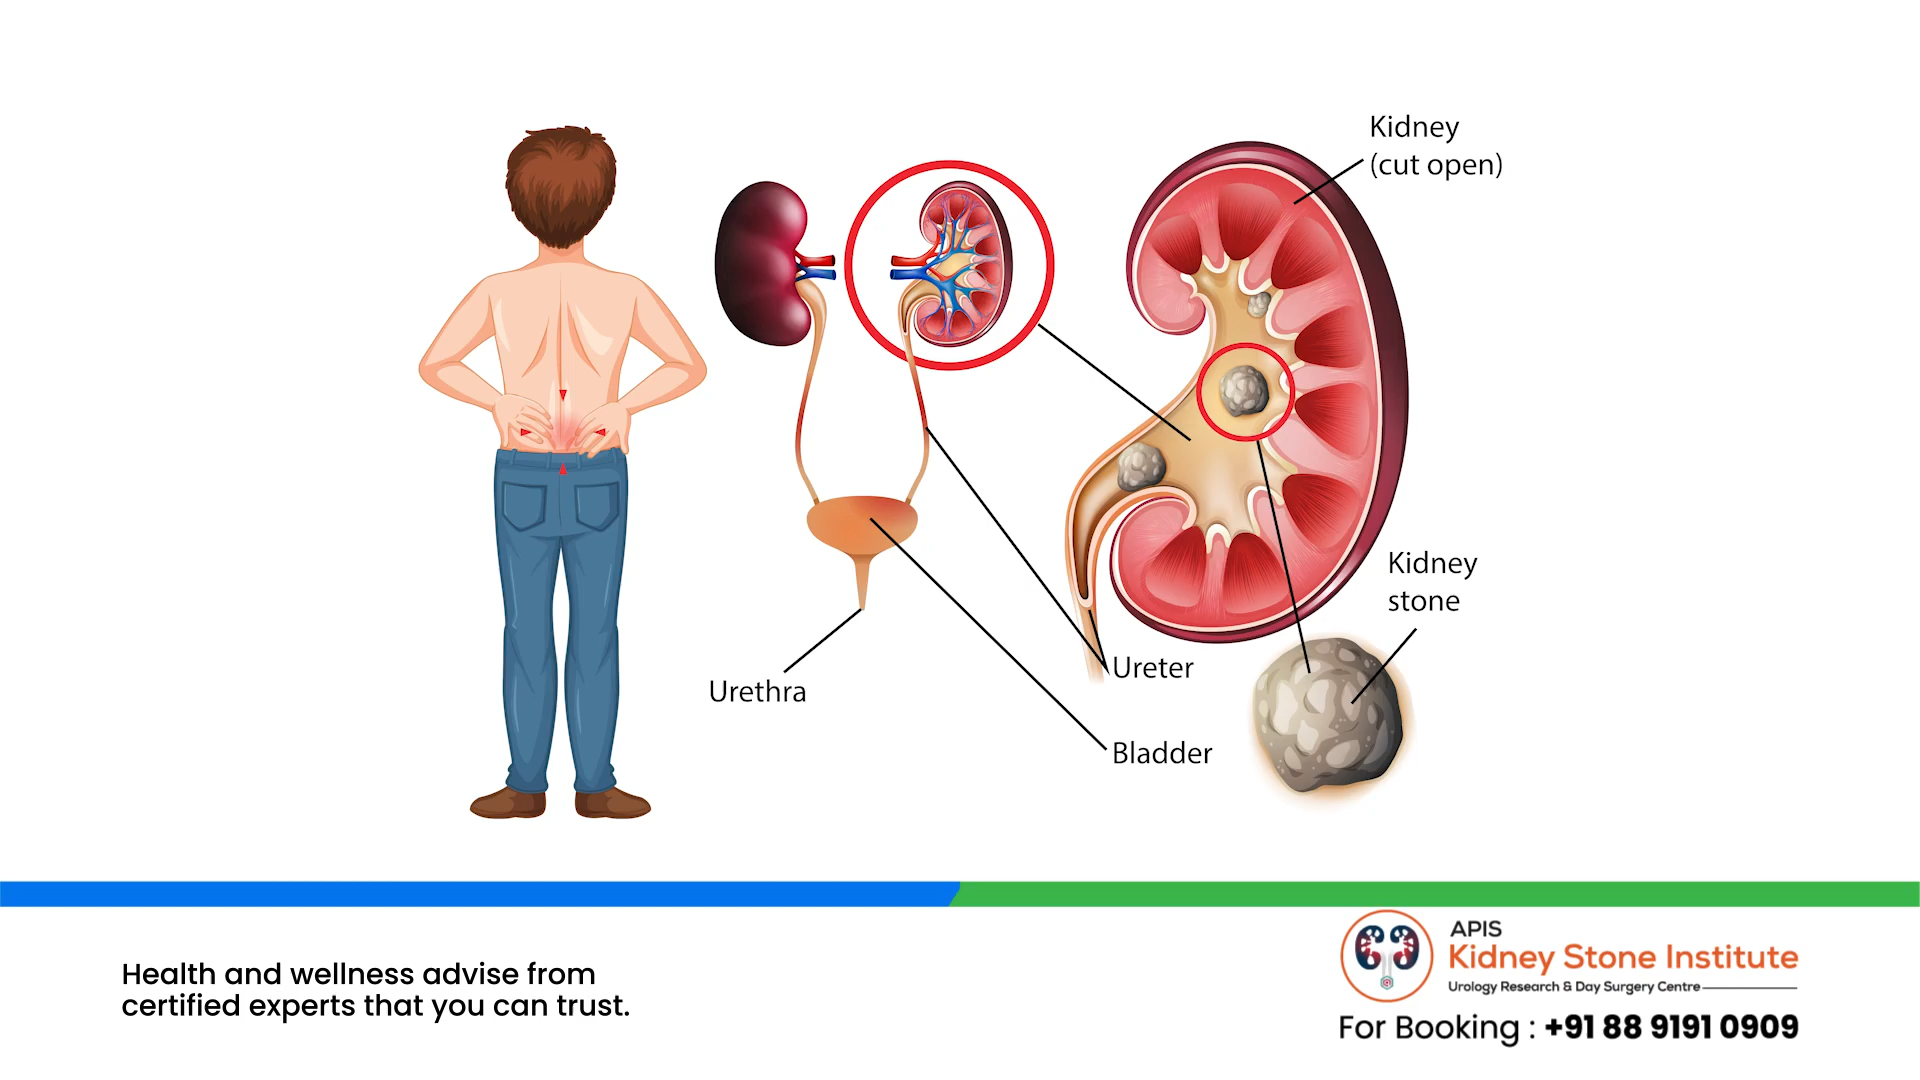 Kidney
(cut open)
Kidney
stone
Ureter
Urethra
Bladder
Health and wellness advise from
certified experts that you can trust.
APIS
Kidney Stone Institute
Urology Research & Day Surgery Centre
For Booking : +91 88 9191 0909